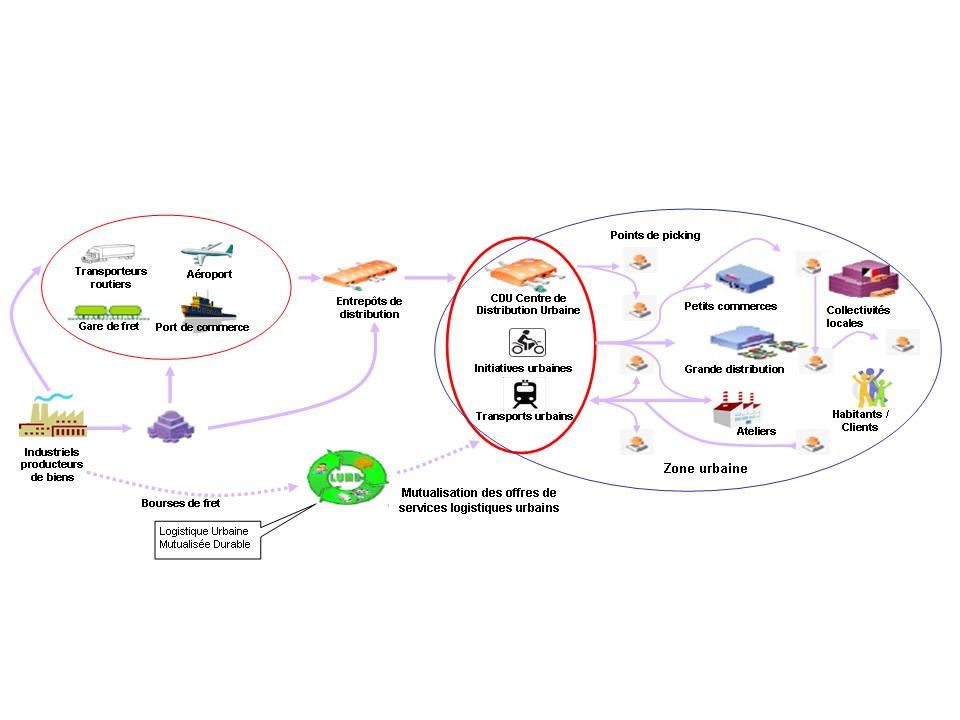 Points de picking
Transporteurs
routiers
Aéroport
Gare de fret
Port de commerce
Entrepôts de
distribution
CDU Centre de
Distribution Urbaine
Initiatives urbaines
Transports urbains
Petits commerces
Collectivités
locales
Grande distribution
Ateliers
Habitants /
Clients
Zone urbaine
Industriels
producteurs
de biens
Bourses de fret
LUMD
Mutualisation des offres de
services logistiques urbains
Logistique Urbaine
Mutualisée Durable